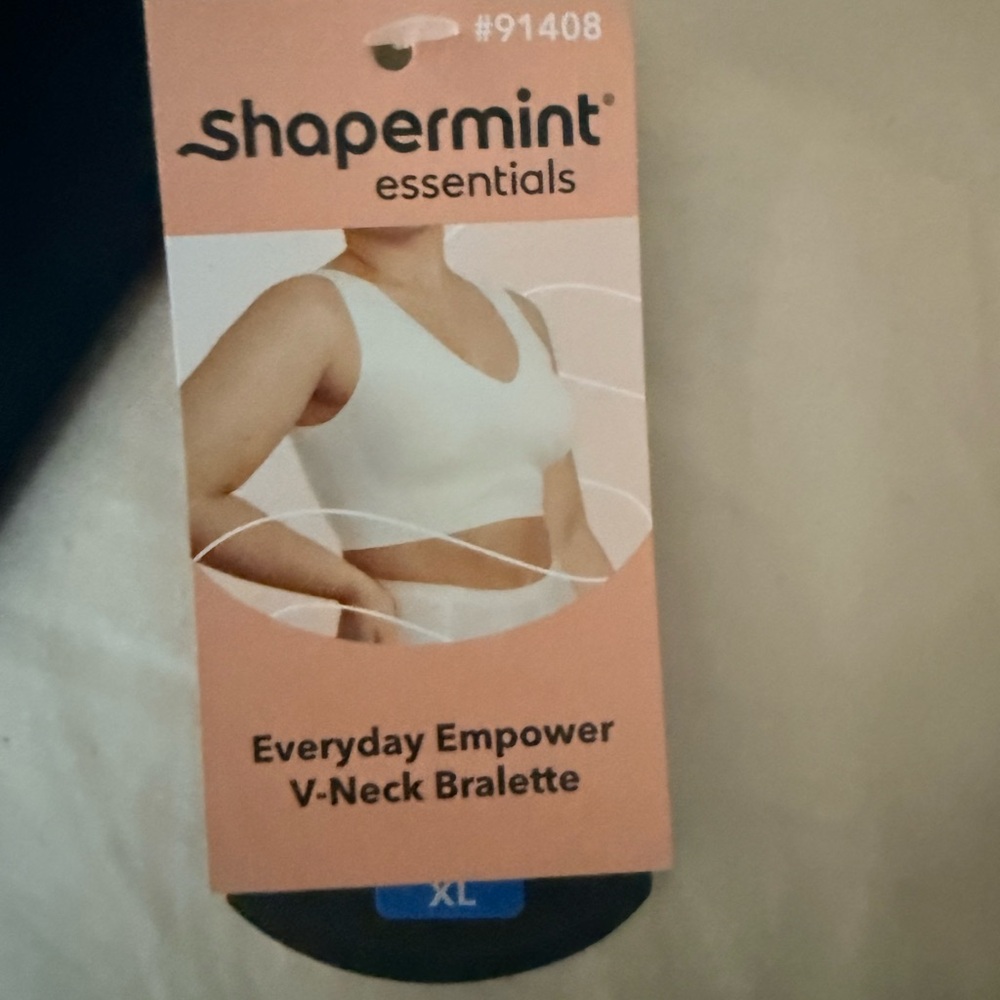 #91408
shapermint®
essentials
Everyday Empower
V-Neck Bralette
XL